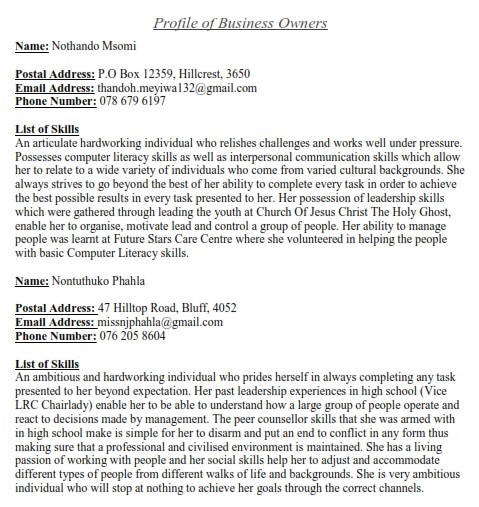 Profile of Business Owners
Name: Nothando Msomi
Postal Address: P.O Box 12359, Hillcrest, 3650
Email Address: thandoh.meyiwa132@gmail.com
Phone Number: 078 679 6197
List of Skills
An articulate hardworking individual who relishes challenges and works well under pressure.
Possesses computer literacy skills as well as interpersonal communication skills which allow
her to relate to a wide variety of individuals who come from varied cultural backgrounds. She
always strives to go beyond the best of her ability to complete every task in order to achieve
the best possible results in every task presented to her. Her possession of leadership skills
which were gathered through leading the youth at Church Of Jesus Christ The Holy Ghost,
enable her to organise, motivate lead and control a group of people. Her ability to manage
people was learnt at Future Stars Care Centre where she volunteered in helping the people
with basic Computer Literacy skills.
Name: Nontuthuko Phahla
Postal Address: 47 Hilltop Road, Bluff, 4052
Email Address: missnjphahla@gmail.com
Phone Number: 076 205 8604
List of Skills
An ambitious and hardworking individual who prides herself in always completing any task
presented to her beyond expectation. Her past leadership experiences in high school (Vice
LRC Chairlady) enable her to be able to understand how a large group of people operate and
react to decisions made by management. The peer counsellor skills that she was armed with
in high school make is simple for her to disarm and put an end to conflict in any form thus
making sure that a professional and civilised environment is maintained. She has a living
passion of working with people and her social skills help her to adjust and accommodate
different types of people from different walks of life and backgrounds. She is very ambitious
individual who will stop at nothing to achieve her goals through the correct channels.